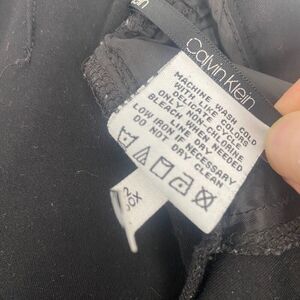 Calvin Klein
MACHINE WASH COLD
WITH LIKE COLORS
DELICATE CYCLE
ONLY NON-CHLORINE
BLEACH WHEN NEEDED
LINE DRY
LOW IRON IF NECESSARY
DO NOT DRY CLEAN